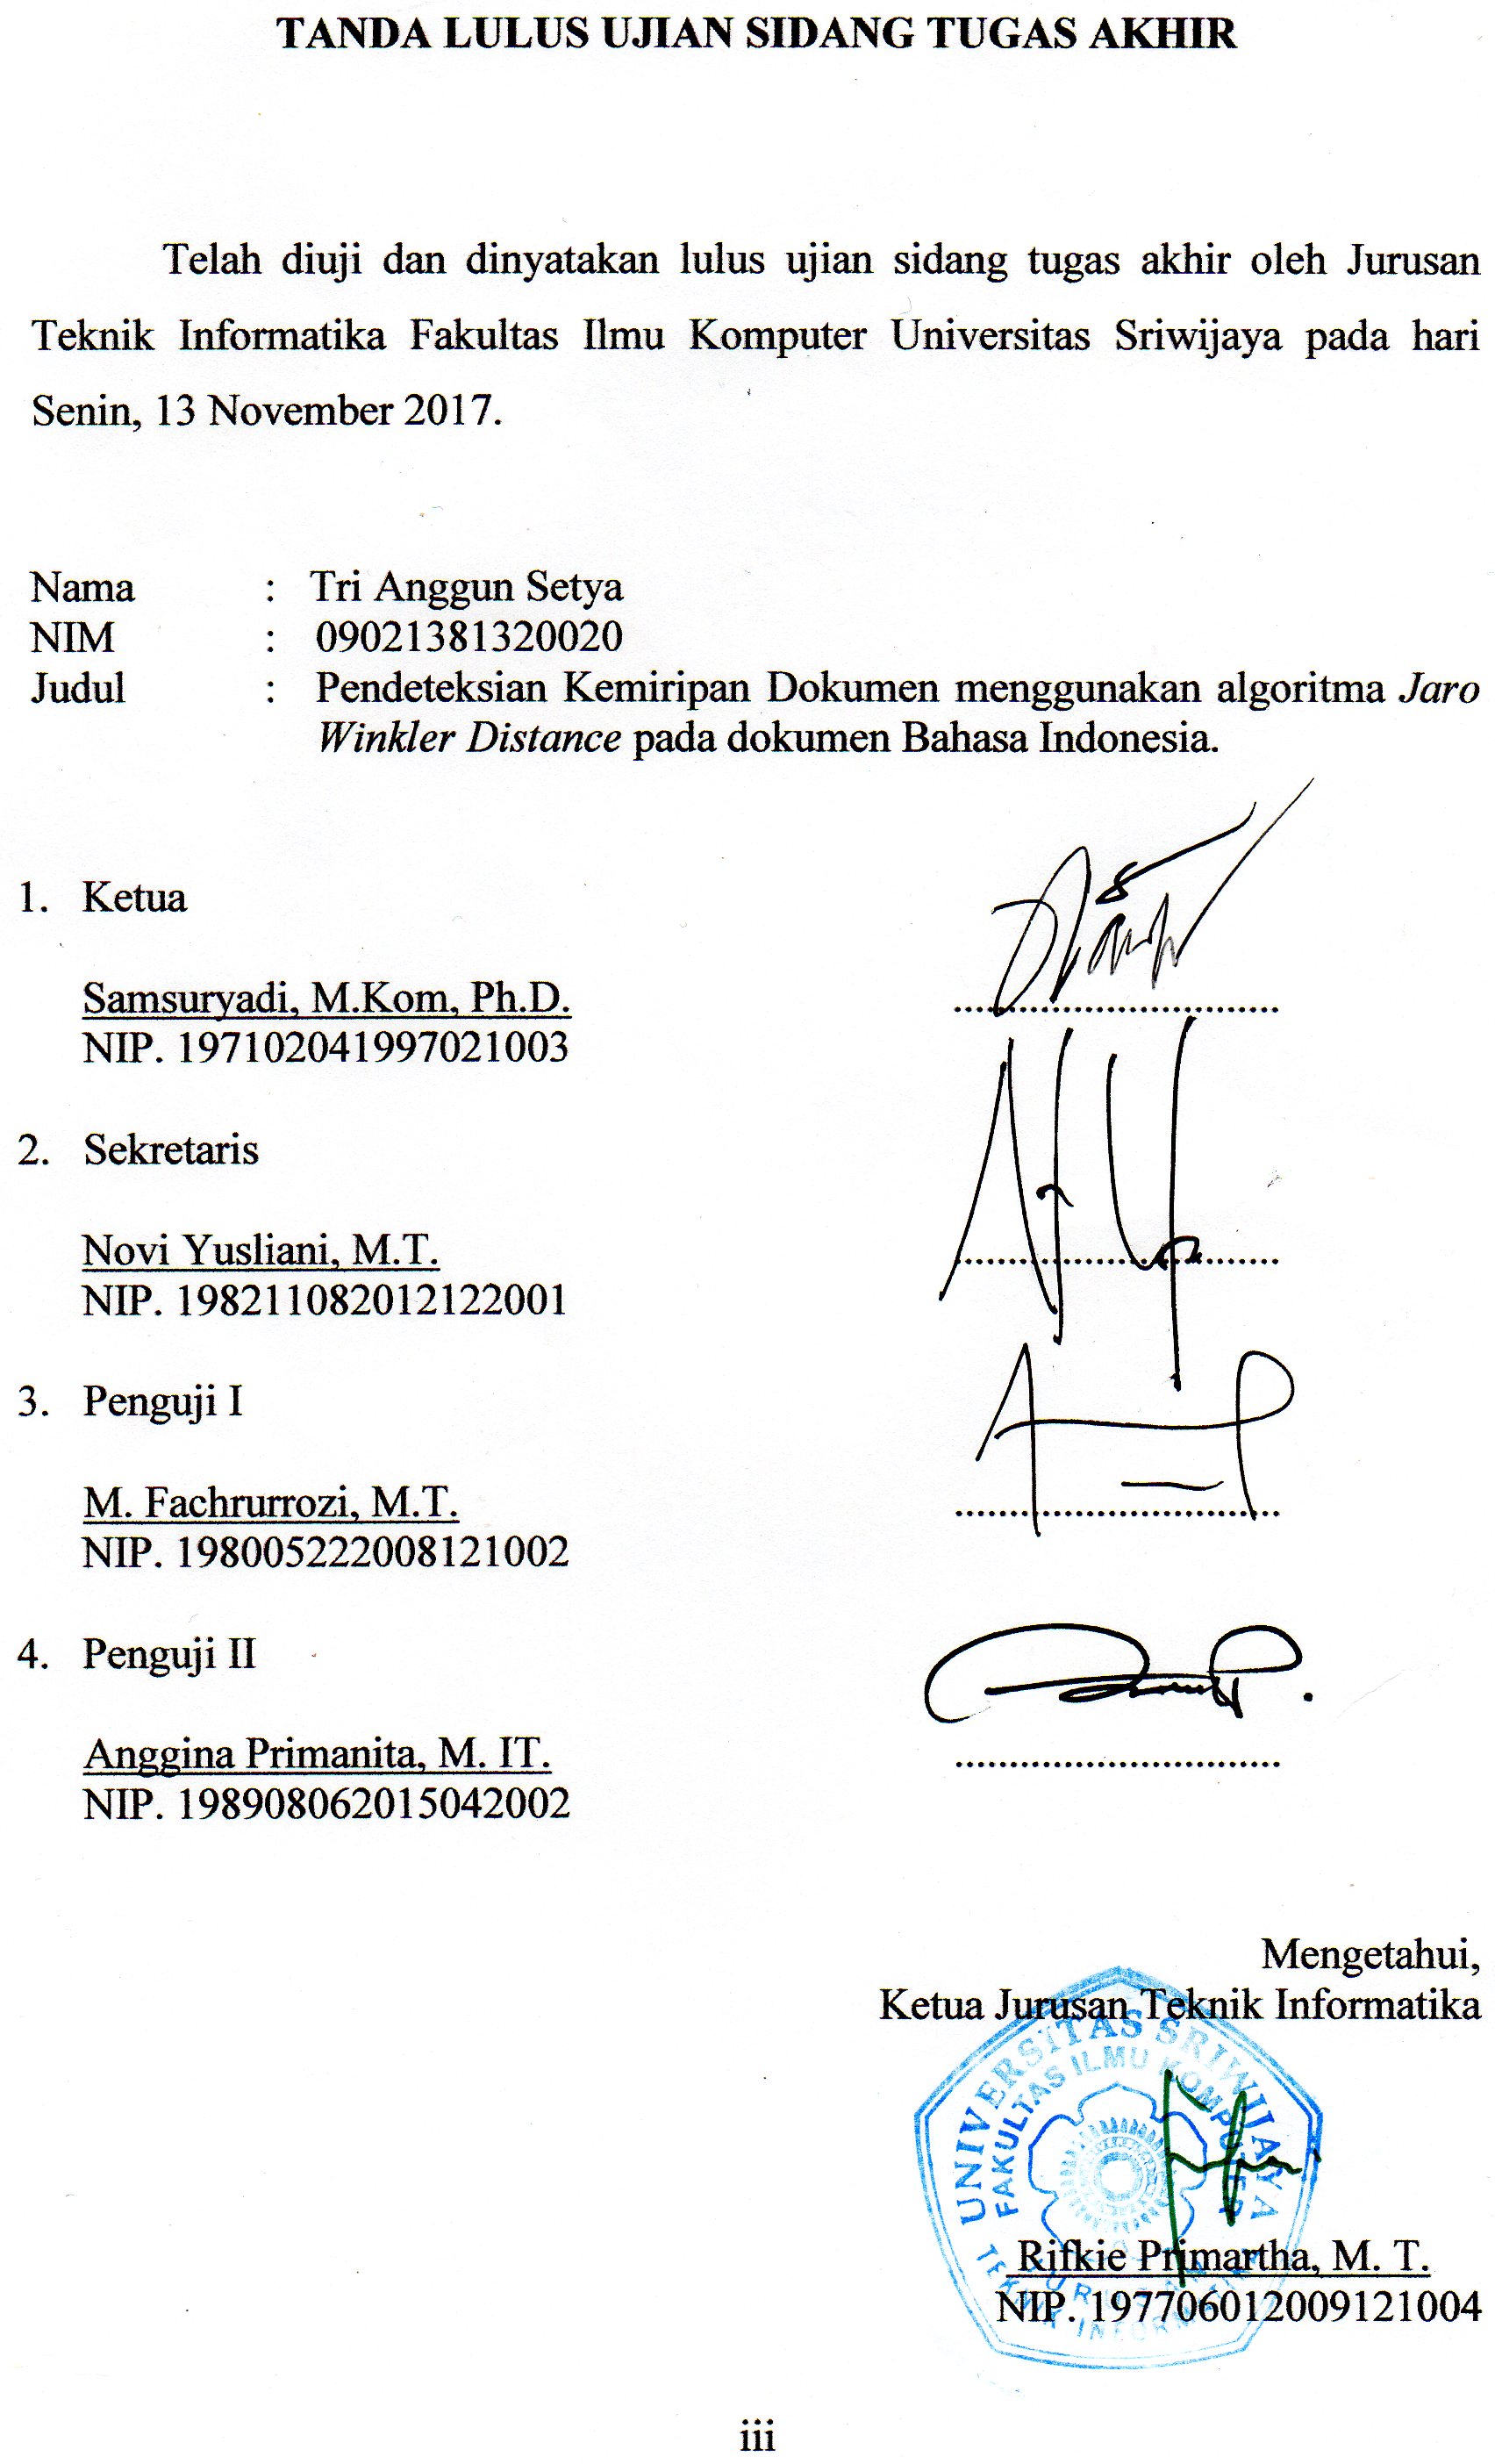 TANDA LULUS UJIAN SIDANG TUGAS AKHIR
Telah diuji dan dinyatakan lulus ujian sidang tugas akhir oleh Jurusan
Teknik Informatika Fakultas Ilmu Komputer Universitas Sriwijaya pada hari
Senin, 13 November 2017.
Nama : Tri Anggun Setya
NIM : 09021381320020
Judul : Pendeteksian Kemiripan Dokumen menggunakan algoritma Jaro
Winkler Distance pada dokumen Bahasa Indonesia.
1. Ketua
Samsuryadi, M.Kom, Ph.D. ..............................
NIP. 197102041997021003
2. Sekretaris
Novi Yusliani, M.T. ..............................
NIP. 198211082012122001
3. Penguji I
M. Fachrurrozi, M.T. ..............................
NIP. 198005222008121002
4. Penguji II
Anggina Primanita, M. IT. ..............................
NIP. 198908062015042002
Mengetahui,
Ketua Jurusan Teknik Informatika
UNIVERSITAS SRIWIJAYA
FAKULTAS ILMU KOMPUTER
JURUSAN
TEKNIK INFORMATIKA
Rifkie Primartha, M. T.
NIP. 197706012009121004
iii